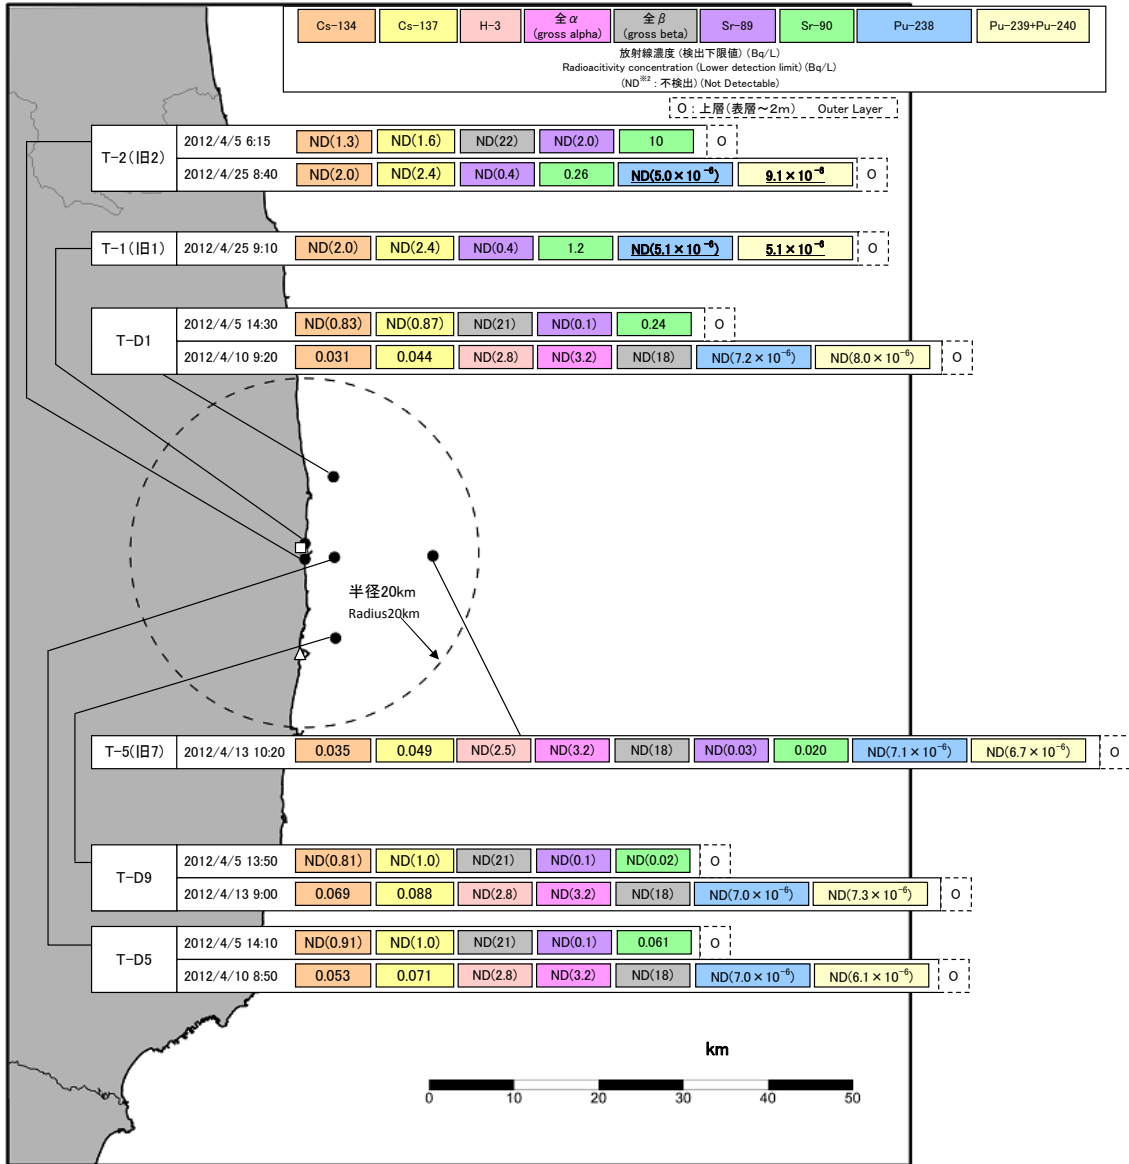 Cs-134 Cs-137 H-3 全α (gross alpha) 全β (gross beta) Sr-89 Sr-90 Pu-238 Pu-239+Pu-240
放射線濃度(検出下限値)(Bq/L)
Radioacitivity concentration(Lower detection limit)(Bq/L)
(ND※2:不検出)(Not Detectable)
O:上層(表層~2m) Outer Layer
T-2(旧2)
2012/4/5 6:15 ND(1.3) ND(1.6) ND(22) ND(2.0) 10 O
2012/4/25 8:40 ND(2.0) ND(2.4) ND(0.4) 0.26 ND(5.0×10⁻⁶) 9.1×10⁻⁶ O
T-1(旧1) 2012/4/25 9:10 ND(2.0) ND(2.4) ND(0.4) 1.2 ND(5.1×10⁻⁶) 5.1×10⁻⁶ O
T-D1
2012/4/5 14:30 ND(0.83) ND(0.87) ND(21) ND(0.1) 0.24 O
2012/4/10 9:20 0.031 0.044 ND(2.8) ND(3.2) ND(18) ND(7.2×10⁻⁶) ND(8.0×10⁻⁶) O
半径20km
Radius20km
T-5(旧7) 2012/4/13 10:20 0.035 0.049 ND(2.5) ND(3.2) ND(18) ND(0.03) 0.020 ND(7.1×10⁻⁶) ND(6.7×10⁻⁶) O
T-D9
2012/4/5 13:50 ND(0.81) ND(1.0) ND(21) ND(0.1) ND(0.02) O
2012/4/13 9:00 0.069 0.088 ND(2.8) ND(3.2) ND(18) ND(7.0×10⁻⁶) ND(7.3×10⁻⁶) O
T-D5
2012/4/5 14:10 ND(0.91) ND(1.0) ND(21) ND(0.1) 0.061 O
2012/4/10 8:50 0.053 0.071 ND(2.8) ND(3.2) ND(18) ND(7.0×10⁻⁶) ND(6.1×10⁻⁶) O
km
0 10 20 30 40 50